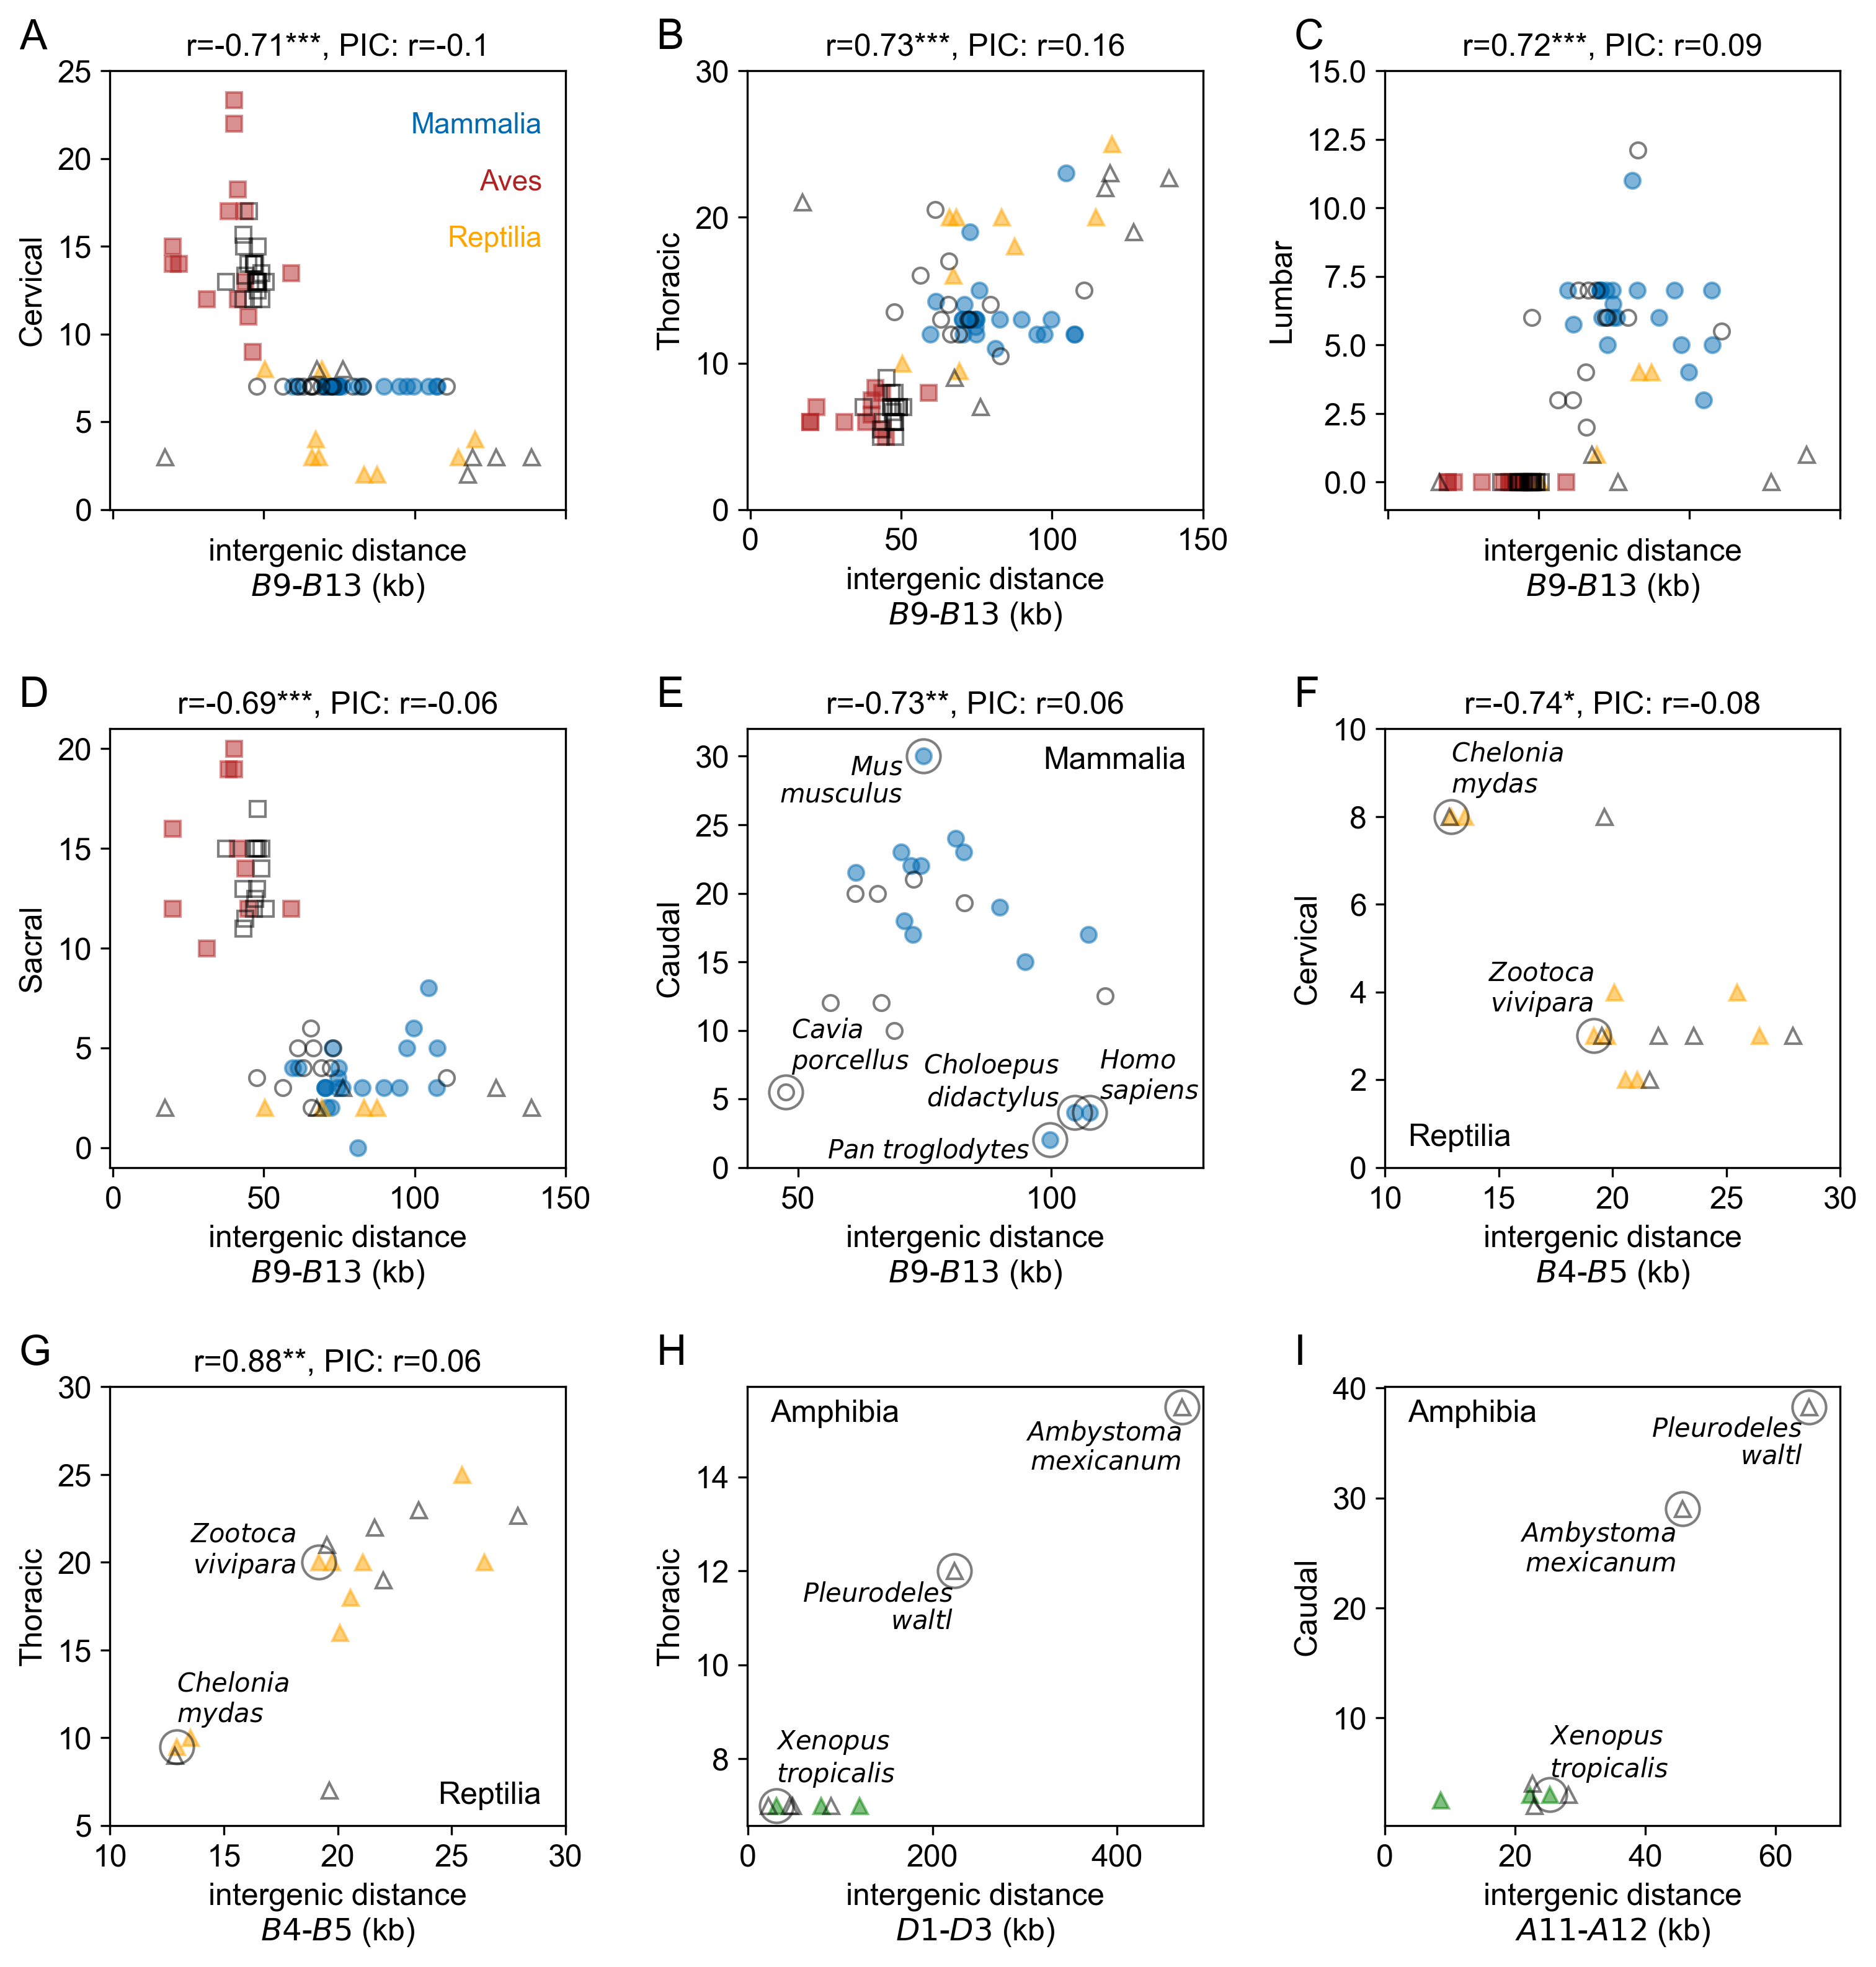 A
r=-0.71***, PIC: r=-0.1
25
20
15
10
5
0
Cervical
Mammalia
Aves
Reptilia
intergenic distance
B9-B13 (kb)
B
r=0.73***, PIC: r=0.16
30
20
10
0
Thoracic
0 50 100 150
intergenic distance
B9-B13 (kb)
C
r=0.72***, PIC: r=0.09
15.0
12.5
10.0
7.5
5.0
2.5
0.0
Lumbar
intergenic distance
B9-B13 (kb)
D
r=-0.69***, PIC: r=-0.06
20
15
10
5
0
Sacral
0 50 100 150
intergenic distance
B9-B13 (kb)
E
r=-0.73**, PIC: r=0.06
30
25
20
15
10
5
0
Caudal
Mammalia
Mus
musculus
Cavia
porcellus
Choloepus
didactylus
Homo
sapiens
Pan troglodytes
50 100
intergenic distance
B9-B13 (kb)
F
r=-0.74*, PIC: r=-0.08
10
8
6
4
2
0
Cervical
Chelonia
mydas
Zootoca
vivipara
Reptilia
10 15 20 25 30
intergenic distance
B4-B5 (kb)
G
r=0.88**, PIC: r=0.06
30
25
20
15
10
5
Thoracic
Zootoca
vivipara
Chelonia
mydas
Reptilia
10 15 20 25 30
intergenic distance
B4-B5 (kb)
H
14
12
10
8
Thoracic
Amphibia
Ambystoma
mexicanum
Pleurodeles
waltl
Xenopus
tropicalis
0 200 400
intergenic distance
D1-D3 (kb)
I
40
30
20
10
Caudal
Amphibia
Pleurodeles
waltl
Ambystoma
mexicanum
Xenopus
tropicalis
0 20 40 60
intergenic distance
A11-A12 (kb)